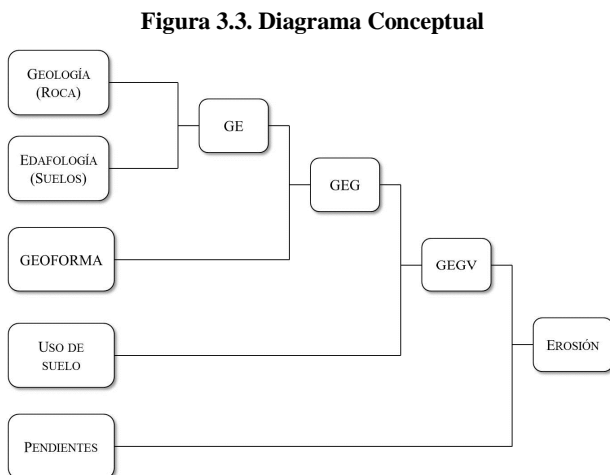 Figura 3.3. Diagrama Conceptual
GEOLOGÍA
(ROCA)
GE
EDAFOLOGÍA
(SUELOS)
GEG
GEOFORMA
GEGV
USO DE
SUELO
EROSIÓN
PENDIENTES